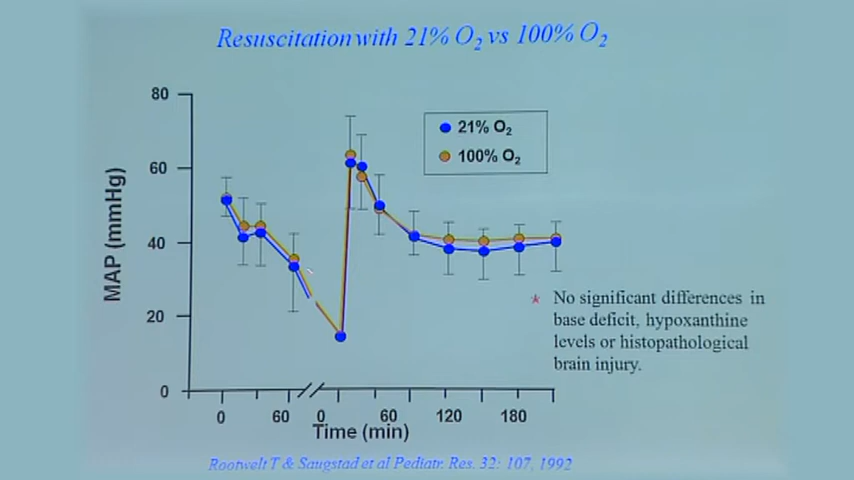 Resuscitation with 21% O2 vs 100% O2
80
60
40
20
0
MAP (mmHg)
21% O2
100% O2
* No significant differences in
base deficit, hypoxanthine
levels or histopathological
brain injury.
0 60 0 60 120 180
Time (min)
Rootwelt T & Saugstad et al Pediatr. Res. 32: 107, 1992